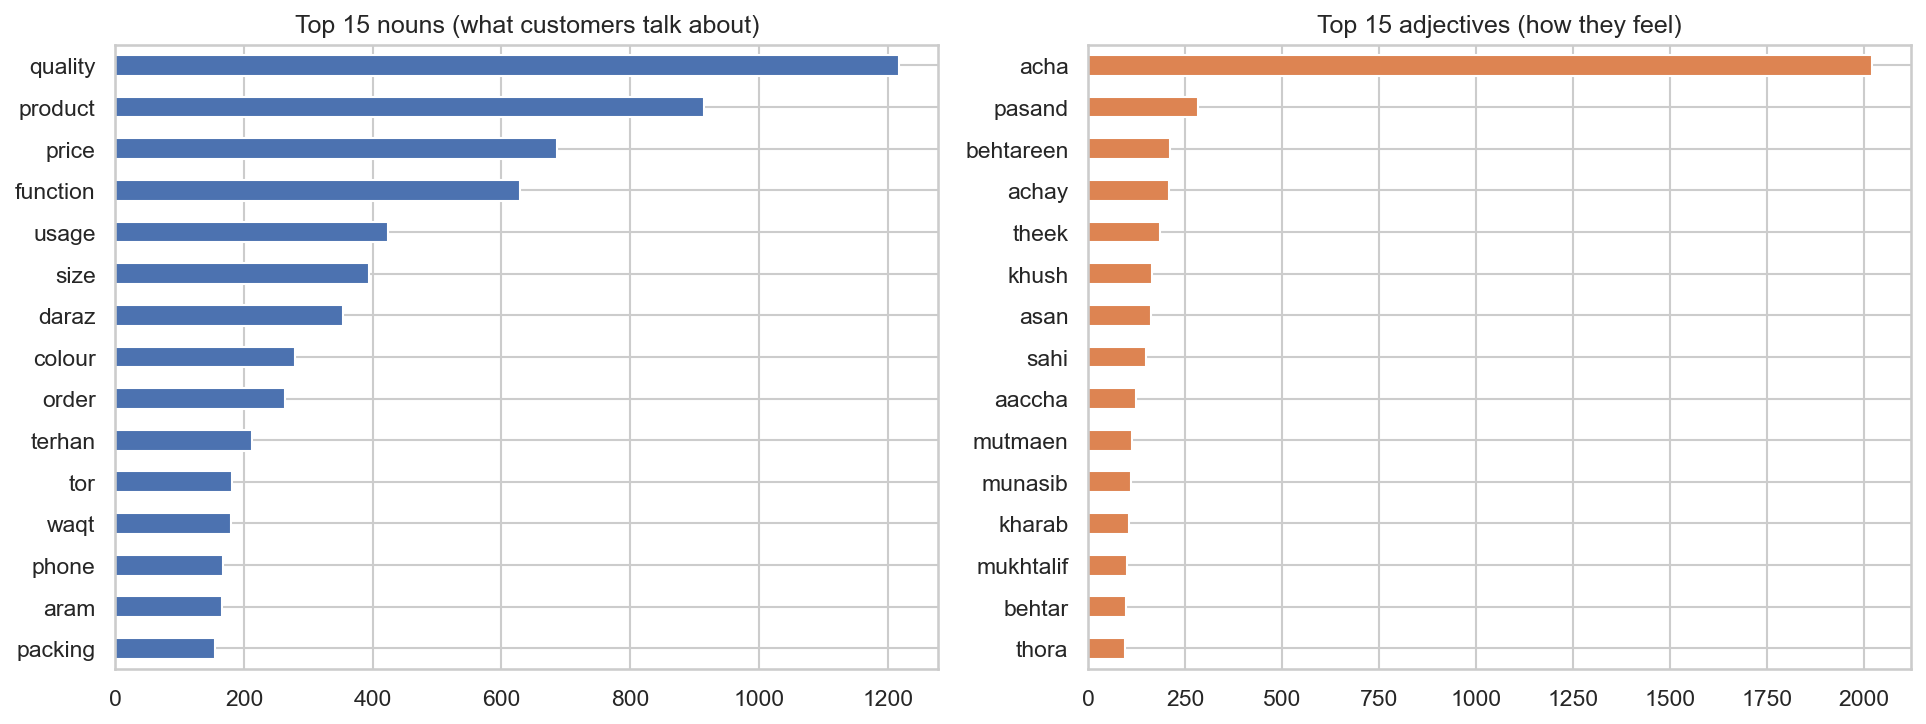 Top 15 nouns (what customers talk about)
quality
product
price
function
usage
size
daraz
colour
order
terhan
tor
waqt
phone
aram
packing
0 200 400 600 800 1000 1200
Top 15 adjectives (how they feel)
acha
pasand
behtareen
achay
theek
khush
asan
sahi
aaccha
mutmaen
munasib
kharab
mukhtalif
behtar
thora
0 250 500 750 1000 1250 1500 1750 2000